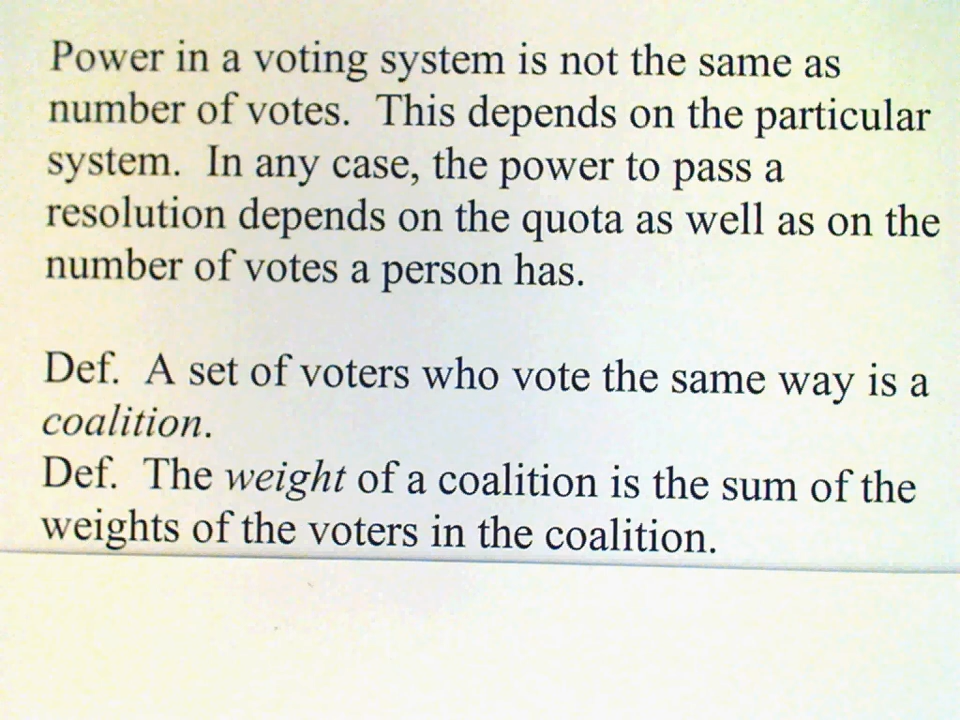 Power in a voting system is not the same as
number of votes.  This depends on the particular
system.  In any case, the power to pass a
resolution depends on the quota as well as on the
number of votes a person has.
Def.  A set of voters who vote the same way is a
coalition.
Def.  The weight of a coalition is the sum of the
weights of the voters in the coalition.